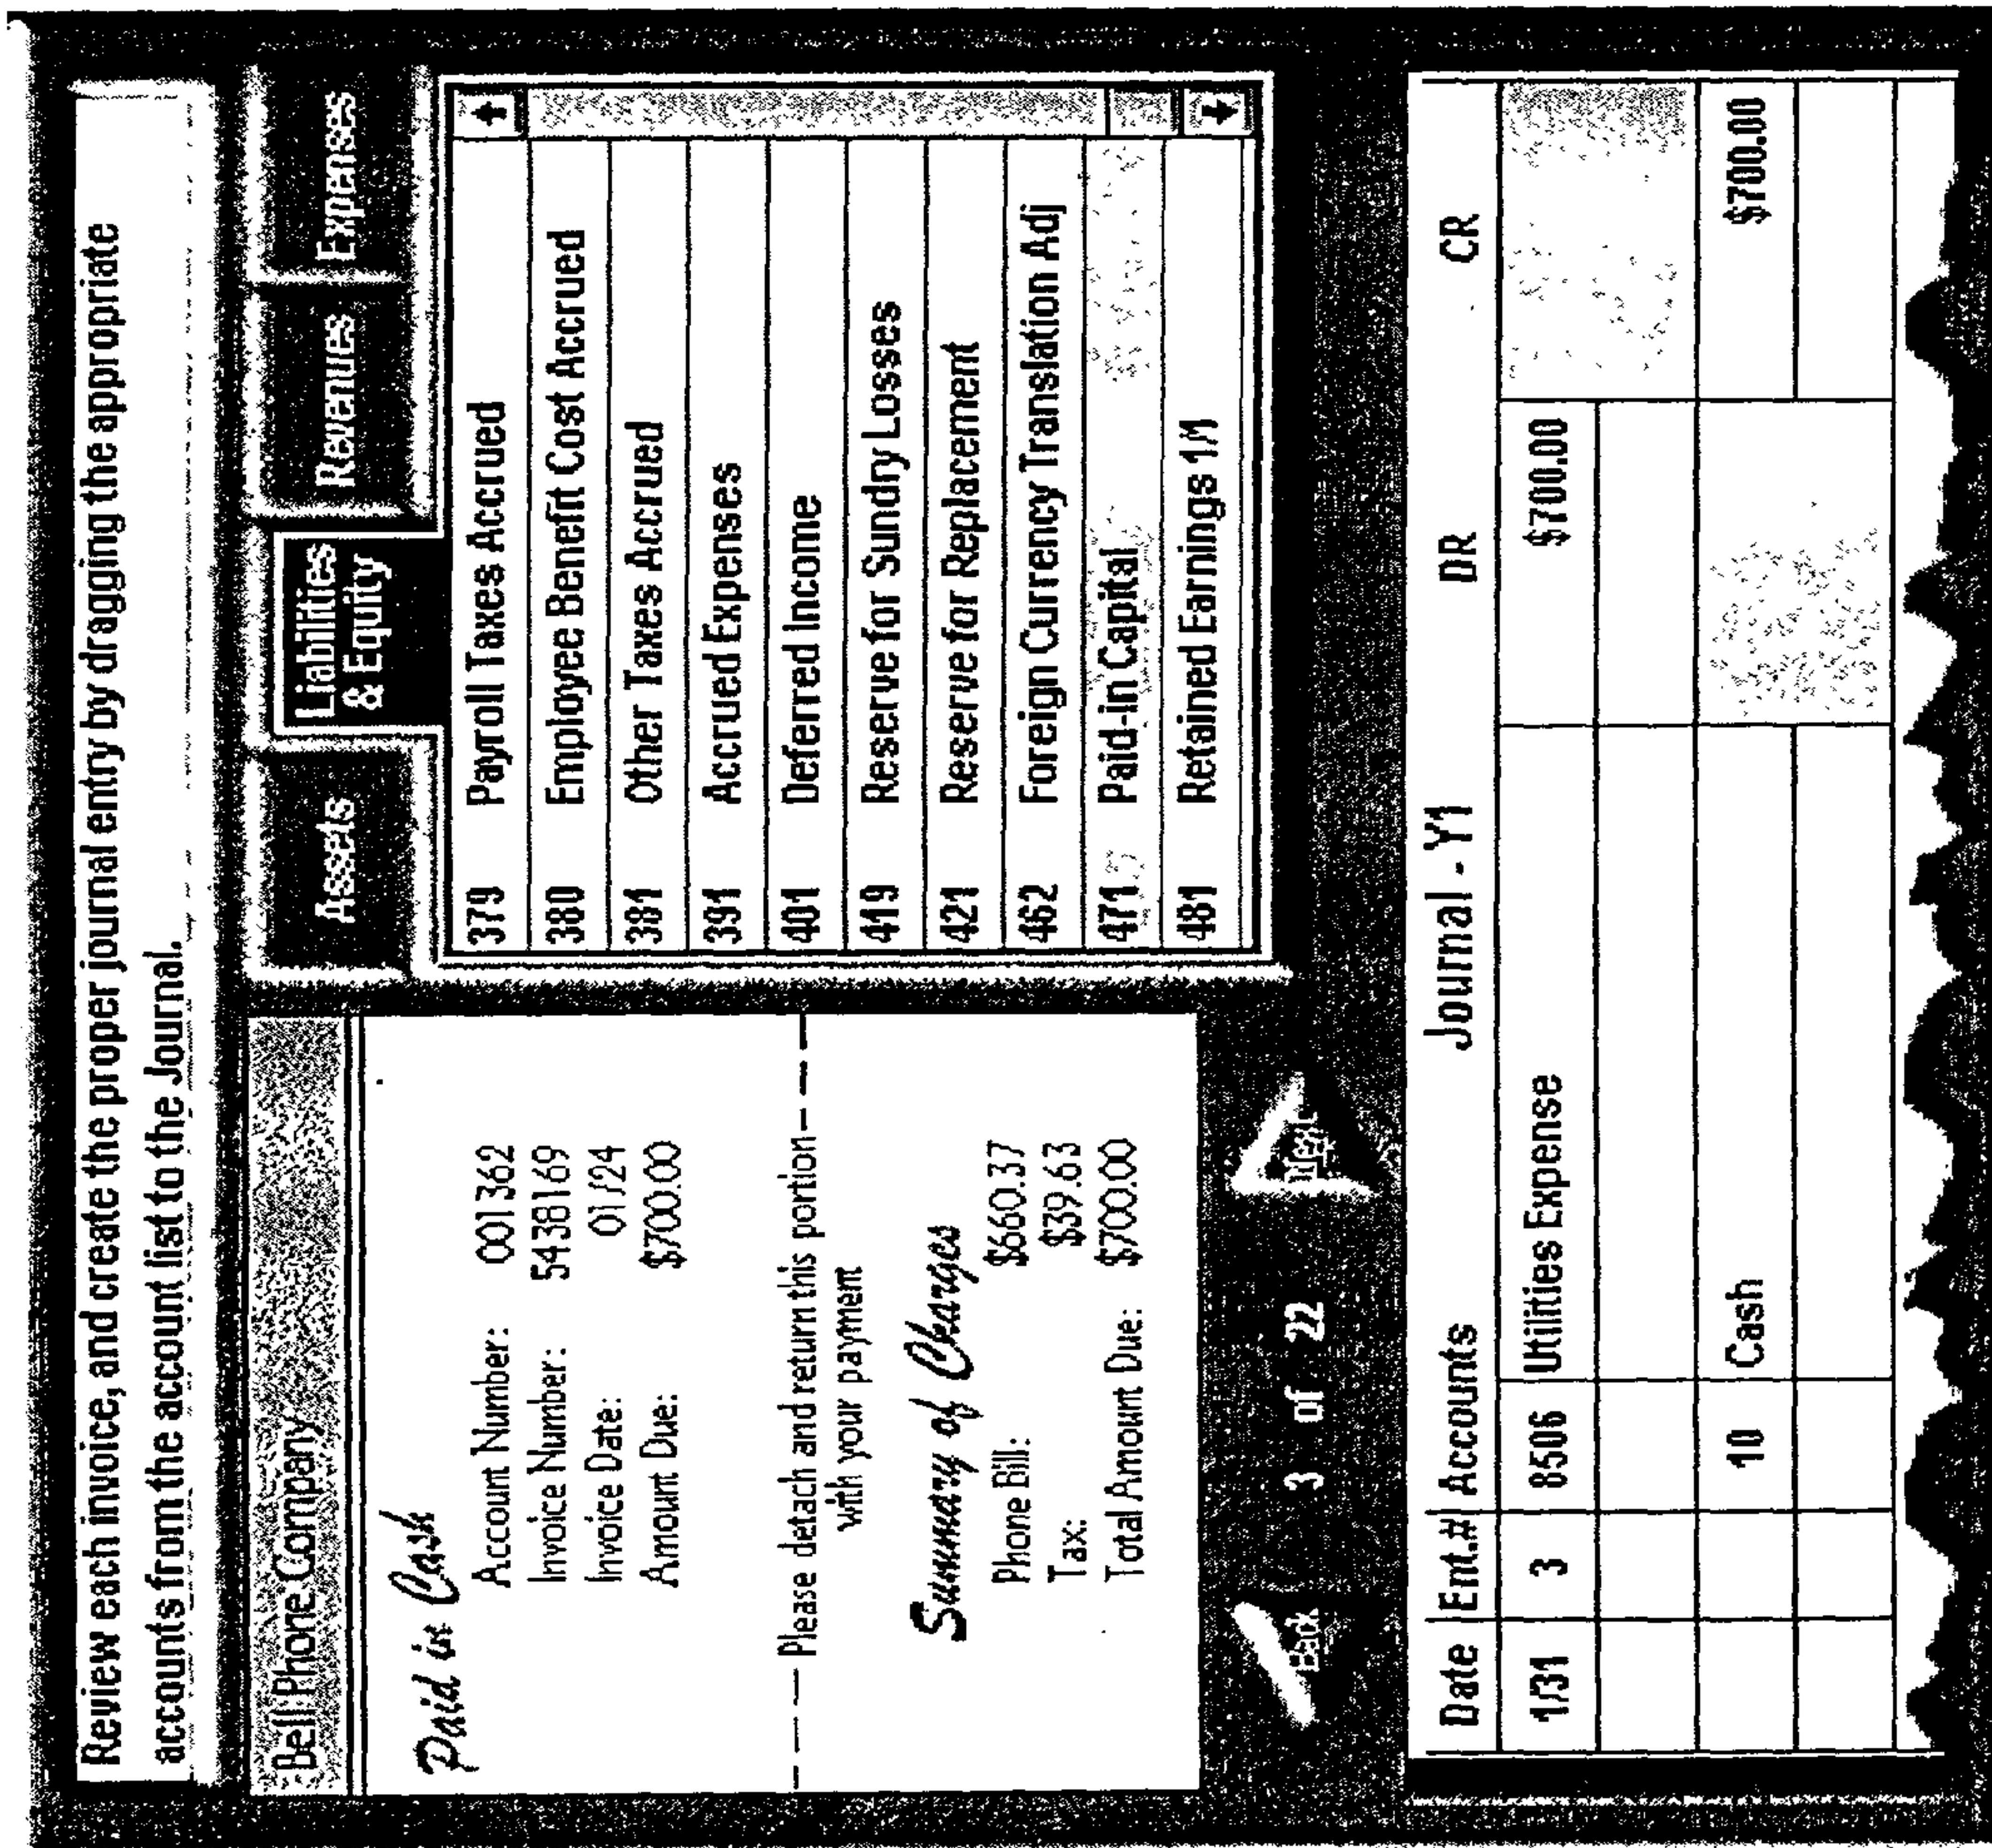 Review each invoice, and create the proper journal entry by dragging the appropriate
accounts from the account list to the Journal.
Bell Phone Company
Paid in Cash
Account Number: 001362
Invoice Number: 5438169
Invoice Date: 01/24
Amount Due: $700.00
Please detach and return this portion
with your payment
Summary of Charges
Phone Bill: $660.37
Tax: $39.63
Total Amount Due: $700.00
Back 3 of 22 Next
Assets
Liabilities
& Equity
Revenues
Expenses
379 Payroll Taxes Accrued
380 Employee Benefit Cost Accrued
381 Other Taxes Accrued
391 Accrued Expenses
401 Deferred Income
419 Reserve for Sundry Losses
421 Reserve for Replacement
462 Foreign Currency Translation Adj
471 Paid-in Capital
481 Retained Earnings 1/1
Journal - Y1
Date Ent.# Accounts DR CR
1/31 3 8506 Utilities Expense $700.00
10 Cash $700.00